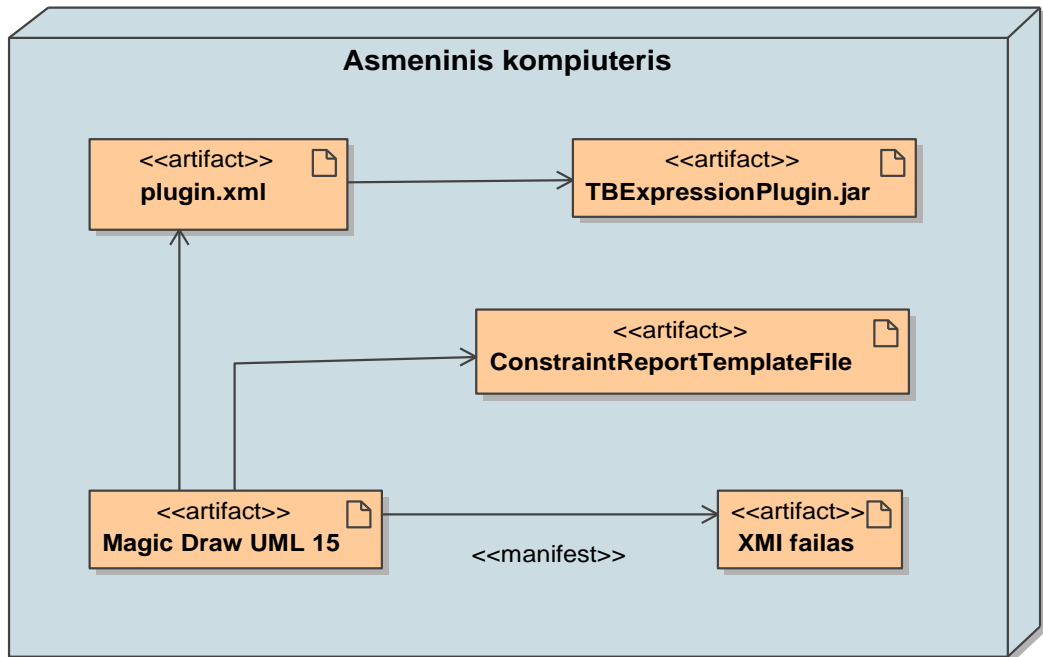 Asmeninis kompiuteris
<<artifact>>
plugin.xml
<<artifact>>
TBExpressionPlugin.jar
<<artifact>>
ConstraintReportTemplateFile
<<artifact>>
Magic Draw UML 15
<<manifest>>
<<artifact>>
XMI failas